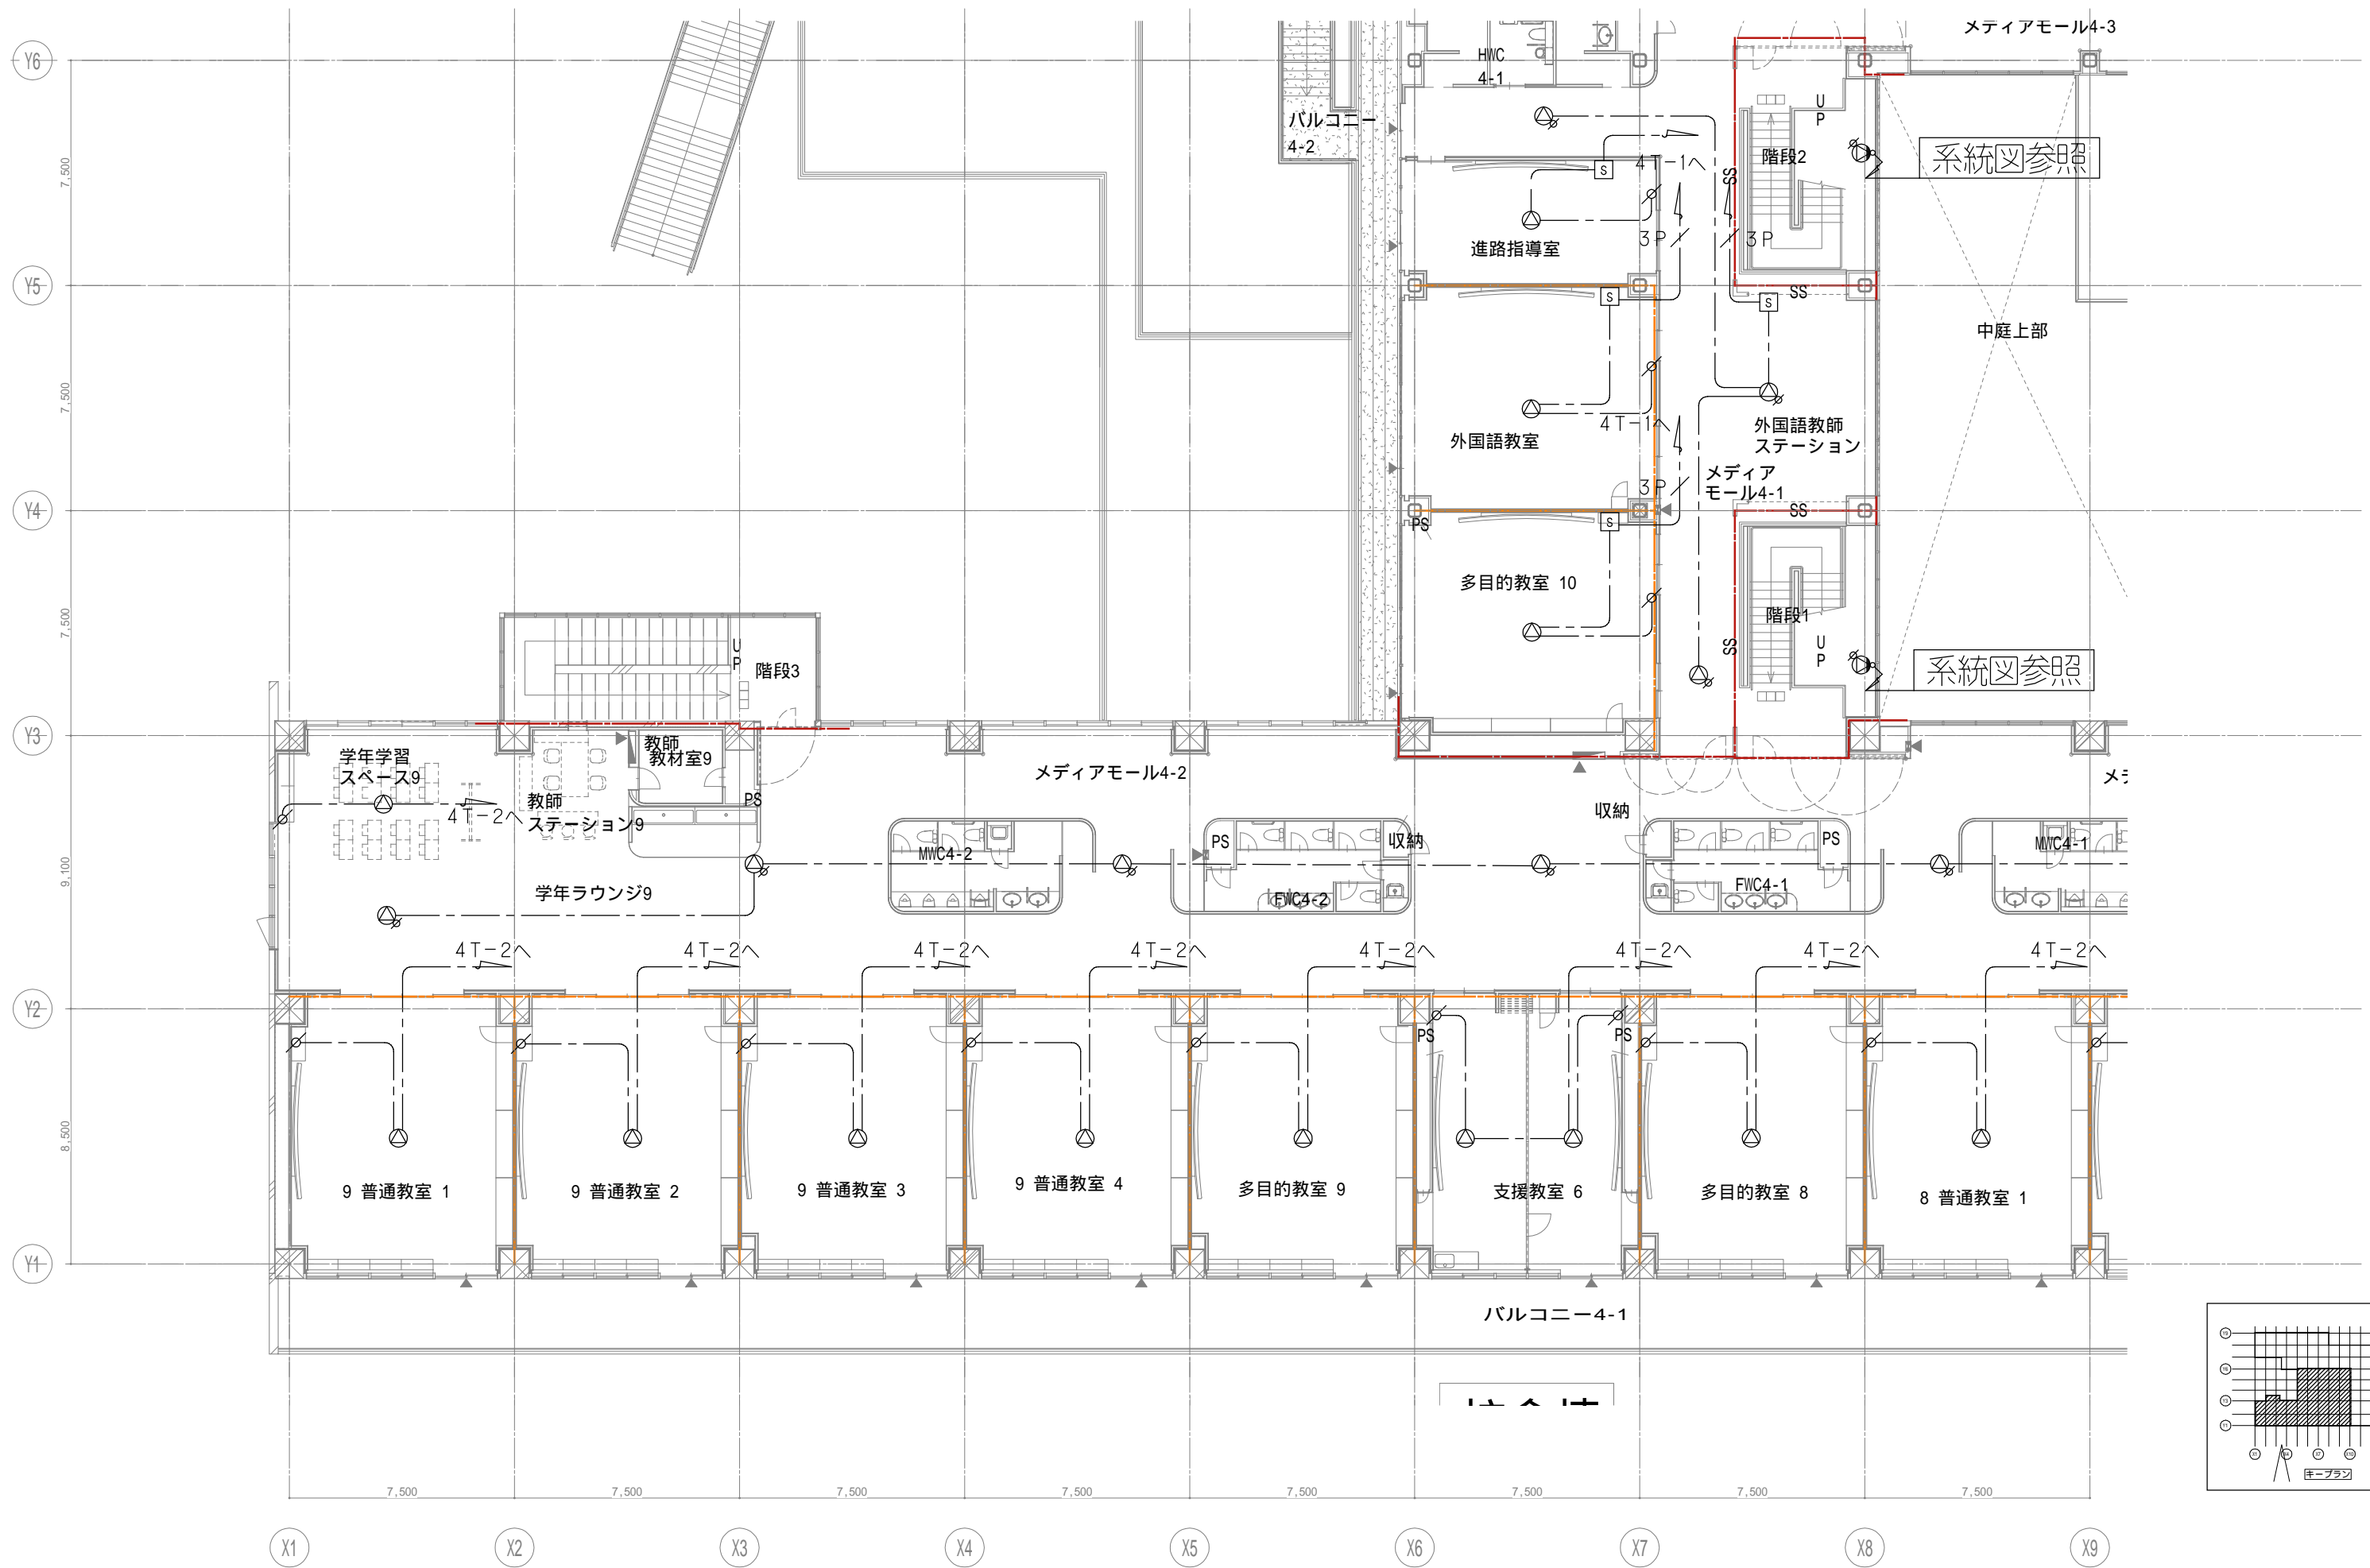 メディアモール4-3
Y6
HWC
4-1
U
P
バルコニー
4-2
階段2
系統図参照
7,500
4T-1へ
SS
進路指導室
3P
3P
Y5
S
S
S
SS
中庭上部
7,500
4T-1へ
外国語教室
外国語教師
ステーション
メディア
モール4-1
3P
Y4
S
PS
SS
多目的教室 10
7,500
階段1
SS
U
P
系統図参照
U
P
階段3
Y3
学年学習
スペース9
教師
教材室9
メディアモール4-2
教師
ステーション9
4T-2へ
PS
収納
PS
収納
PS
MWC4-2
MWC4-1
9,100
学年ラウンジ9
FWC4-2
FWC4-1
4T-2へ
4T-2へ
4T-2へ
4T-2へ
4T-2へ
4T-2へ
4T-2へ
4T-2へ
Y2
PS
PS
8,500
9 普通教室 1
9 普通教室 2
9 普通教室 3
9 普通教室 4
多目的教室 9
支援教室 6
多目的教室 8
8 普通教室 1
Y1
バルコニー4-1
キープラン
7,500
7,500
7,500
7,500
7,500
7,500
7,500
7,500
X1
X2
X3
X4
X5
X6
X7
X8
X9